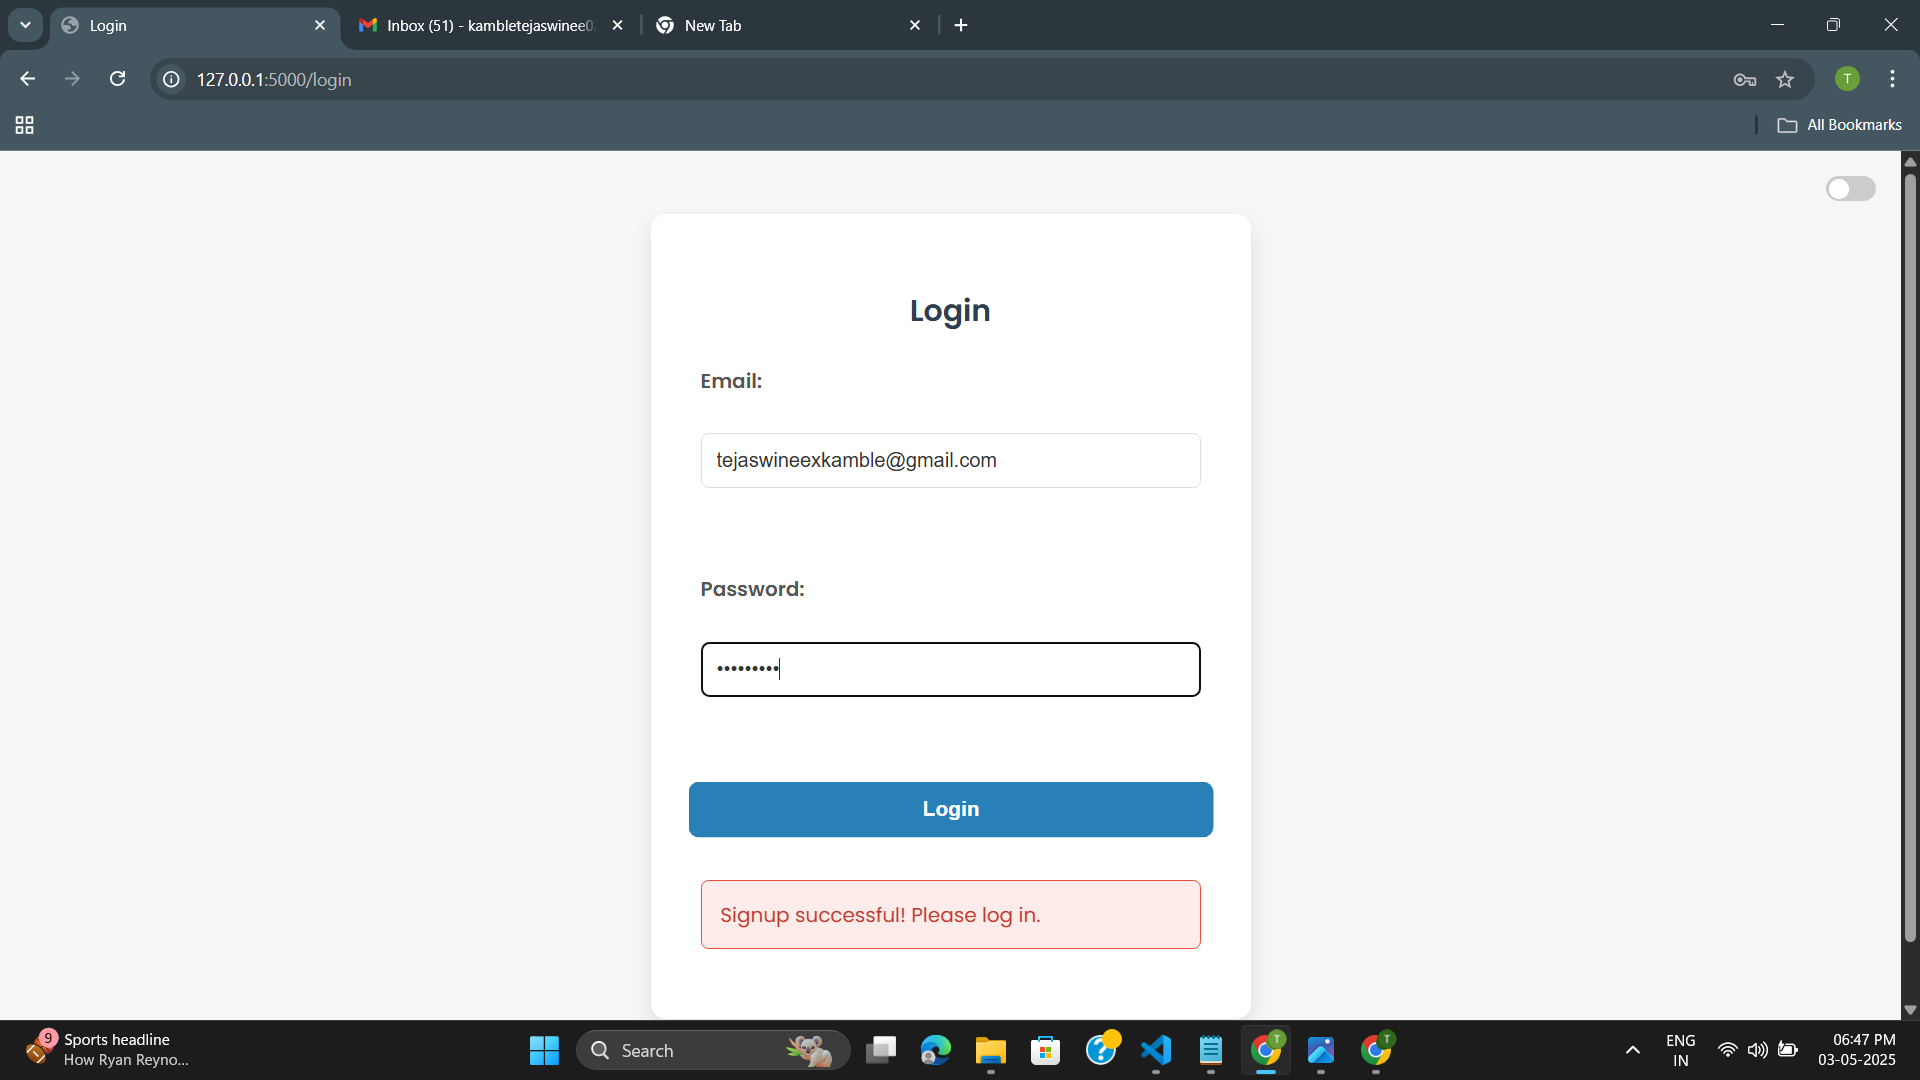 Login
Inbox (51) - kambletejaswinee0
New Tab
127.0.0.1:5000/login
T
All Bookmarks
Login
Email:
tejaswineexkamble@gmail.com
Password:
•••••••••
Login
Signup successful! Please log in.
9
Sports headline
How Ryan Reyno...
Search
T
T
ENG
IN
06:47 PM
03-05-2025